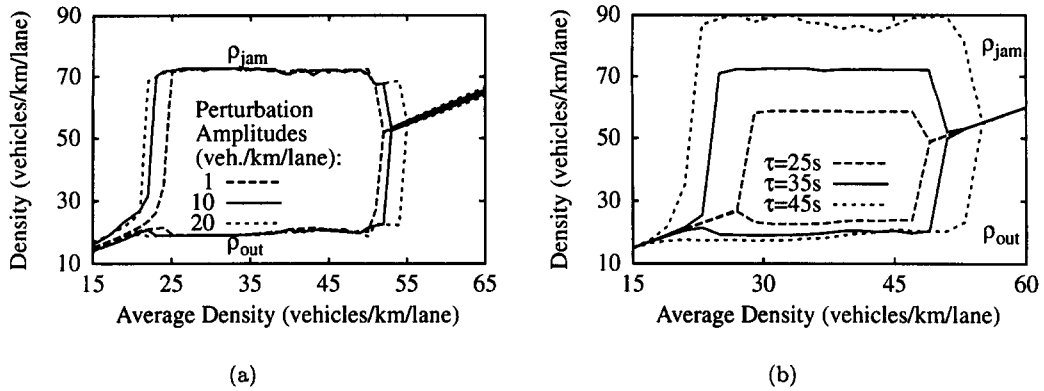 90
70
50
30
10
Density (vehicles/km/lane)
ρjam
Perturbation
Amplitudes
(veh./km/lane):
1
10
20
ρout
15 25 35 45 55 65
Average Density (vehicles/km/lane)
(a)
90
70
50
30
10
Density (vehicles/km/lane)
ρjam
τ=25s
τ=35s
τ=45s
ρout
15 30 45 60
Average Density (vehicles/km/lane)
(b)